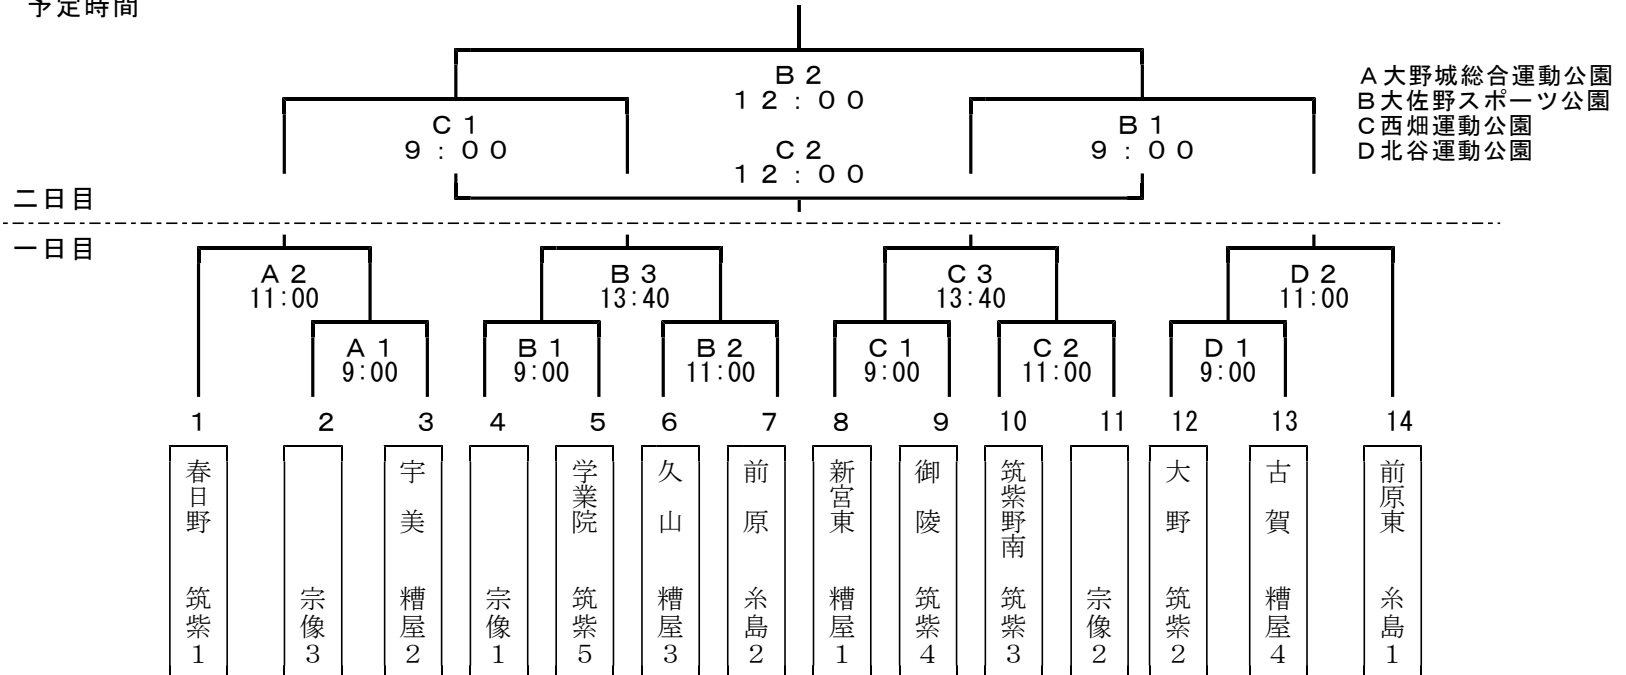 予定時間
B2
12:00
A大野城総合運動公園
B大佐野スポーツ公園
C西畑運動公園
D北谷運動公園
C1
9:00
B1
9:00
C2
12:00
二日目
一日目
A2
11:00
B3
13:40
C3
13:40
D2
11:00
A1
9:00
B1
9:00
B2
11:00
C1
9:00
C2
11:00
D1
9:00
1 2 3 4 5 6 7 8 9 10 11 12 13 14
春日野 筑紫1
宗像3
宇美 糟屋2
宗像1
学業院 筑紫5
久山 糟屋3
前原 糸島2
新宮東 糟屋1
御陵 筑紫4
筑紫野南 筑紫3
宗像2
大野 筑紫2
古賀 糟屋4
前原東 糸島1